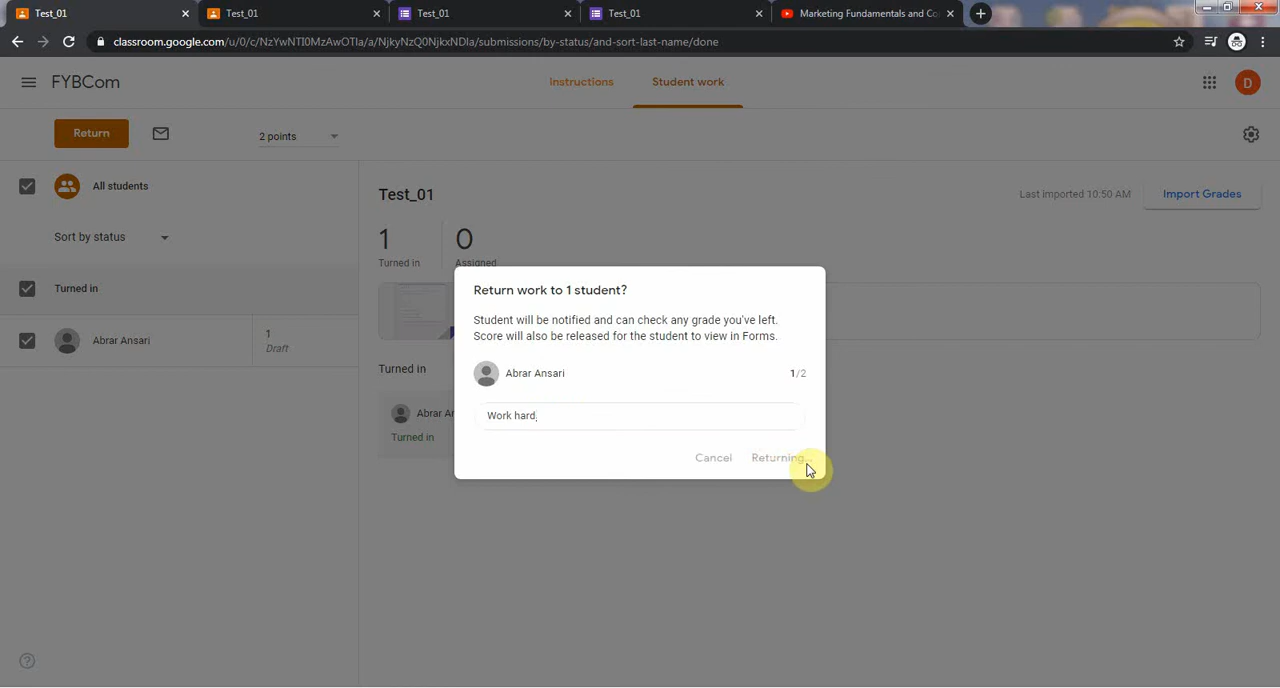 Test_01
Test_01
Test_01
Test_01
Marketing Fundamentals and Co
classroom.google.com/u/0/c/NzYwNTI0MzAwOTIa/a/NjkyNzQ0NjkxNDIa/submissions/by-status/and-sort-last-name/done
FYBCom
Instructions
Student work
D
Return
2 points
All students
Test_01
Last imported 10:50 AM
Import Grades
Sort by status
1
Turned in
0
Assigned
Turned in
Abrar Ansari
1
Draft
Turned in
Abrar Ar
Turned in
Return work to 1 student?
Student will be notified and can check any grade you've left.
Score will also be released for the student to view in Forms.
Abrar Ansari
1/2
Work hard,
Cancel
Returning...